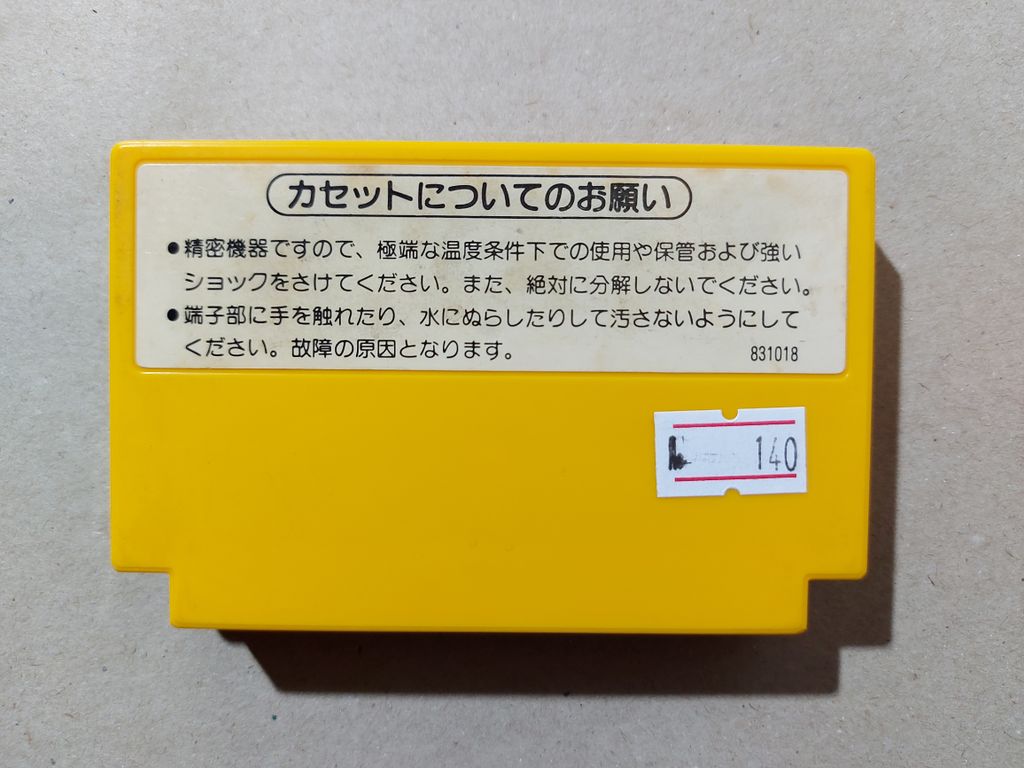 カセットについてのお願い
●精密機器ですので、極端な温度条件下での使用や保管および強い
ショックをさけてください。また、絶対に分解しないでください。
●端子部に手を触れたり、水にぬらしたりして汚さないようにして
ください。故障の原因となります。
831018
140